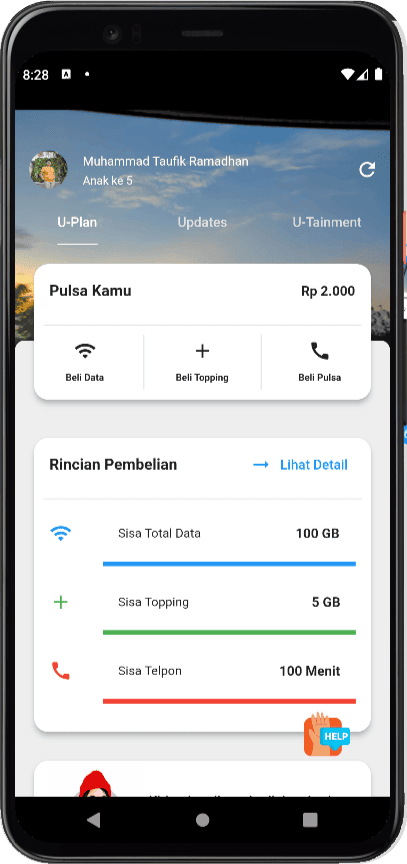 8:28
A
Muhammad Taufik Ramadhan
Anak ke 5
U-Plan Updates U-Tainment
Pulsa Kamu Rp 2.000
Beli Data Beli Topping Beli Pulsa
Rincian Pembelian → Lihat Detail
Sisa Total Data 100 GB
Sisa Topping 5 GB
Sisa Telpon 100 Menit
HELP